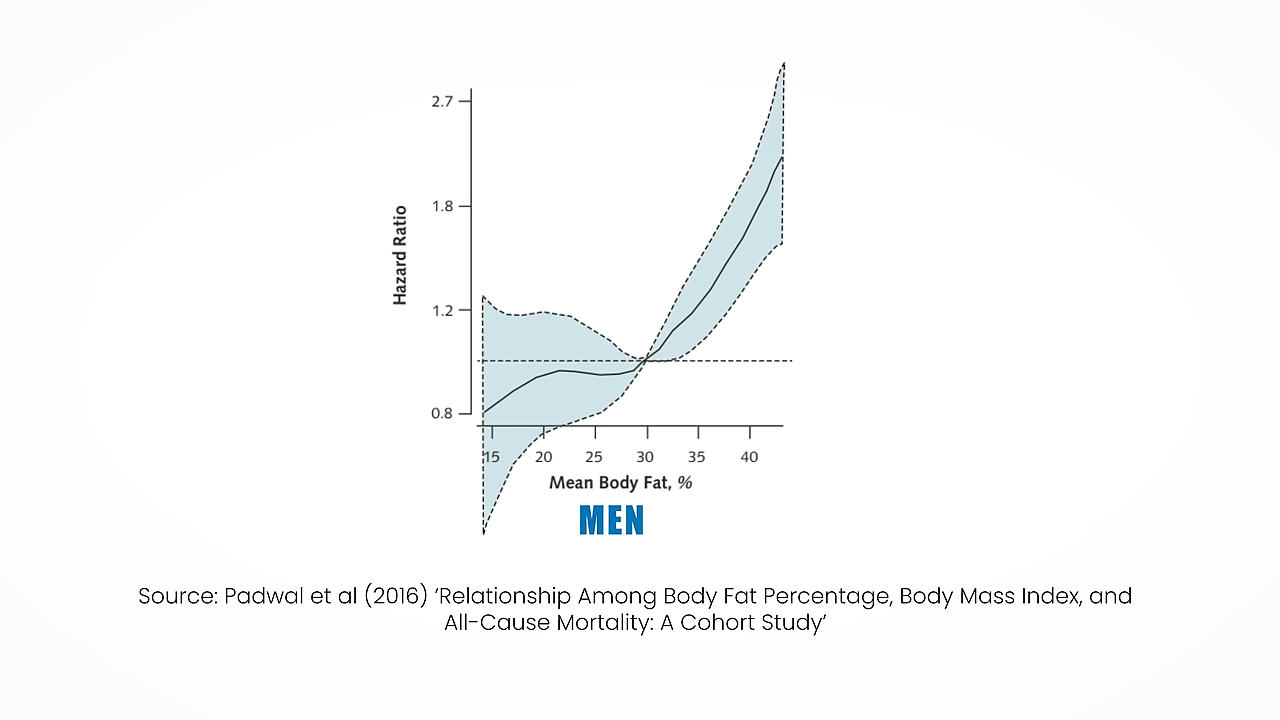 2.7
1.8
1.2
0.8
Hazard Ratio
15 20 25 30 35 40
Mean Body Fat, %
MEN
Source: Padwal et al (2016) ‘Relationship Among Body Fat Percentage, Body Mass Index, and
All-Cause Mortality: A Cohort Study’